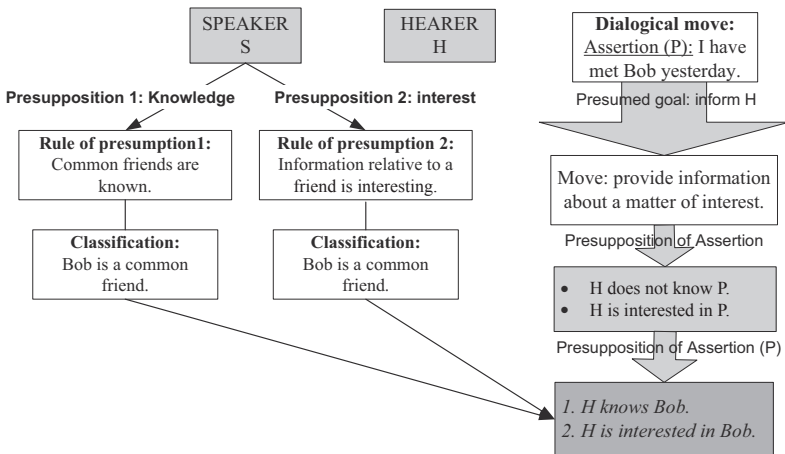 SPEAKER
S
HEARER
H
Presupposition 1: Knowledge
Presupposition 2: interest
Rule of presumption1:
Common friends are
known.
Rule of presumption 2:
Information relative to a
friend is interesting.
Classification:
Bob is a common
friend.
Classification:
Bob is a common
friend.
Dialogical move:
Assertion (P): I have
met Bob yesterday.
Presumed goal: inform H
Move: provide information
about a matter of interest.
Presupposition of Assertion
• H does not know P.
• H is interested in P.
Presupposition of Assertion (P)
1. H knows Bob.
2. H is interested in Bob.